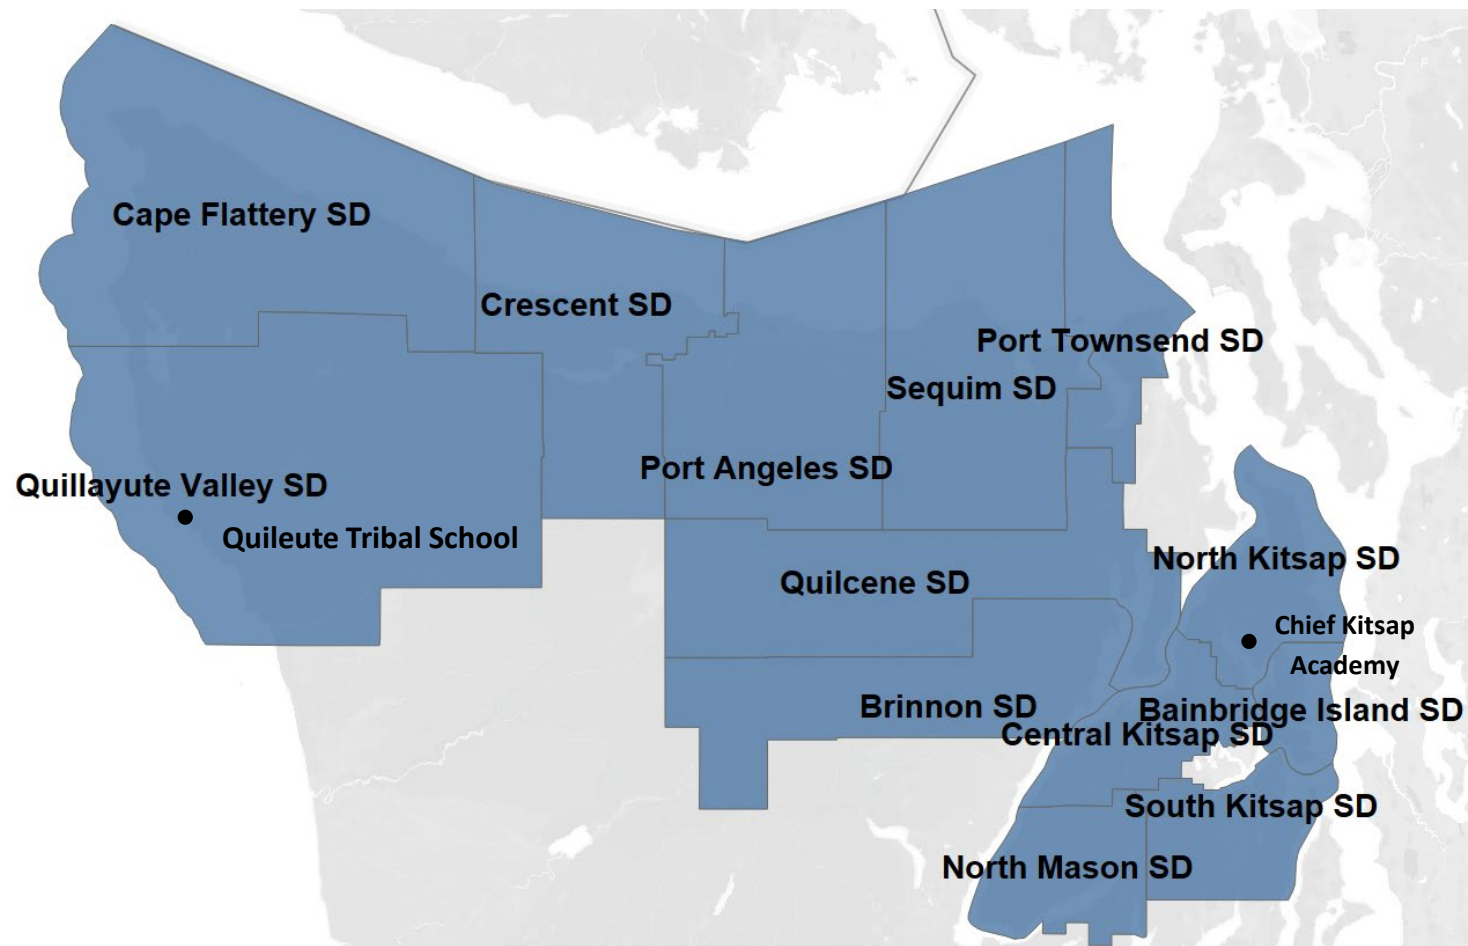 Cape Flattery SD
Crescent SD
Port Townsend SD
Sequim SD
Port Angeles SD
Quillayute Valley SD
Quileute Tribal School
North Kitsap SD
Quilcene SD
Chief Kitsap
Academy
Brinnon SD
Bainbridge Island SD
Central Kitsap SD
South Kitsap SD
North Mason SD